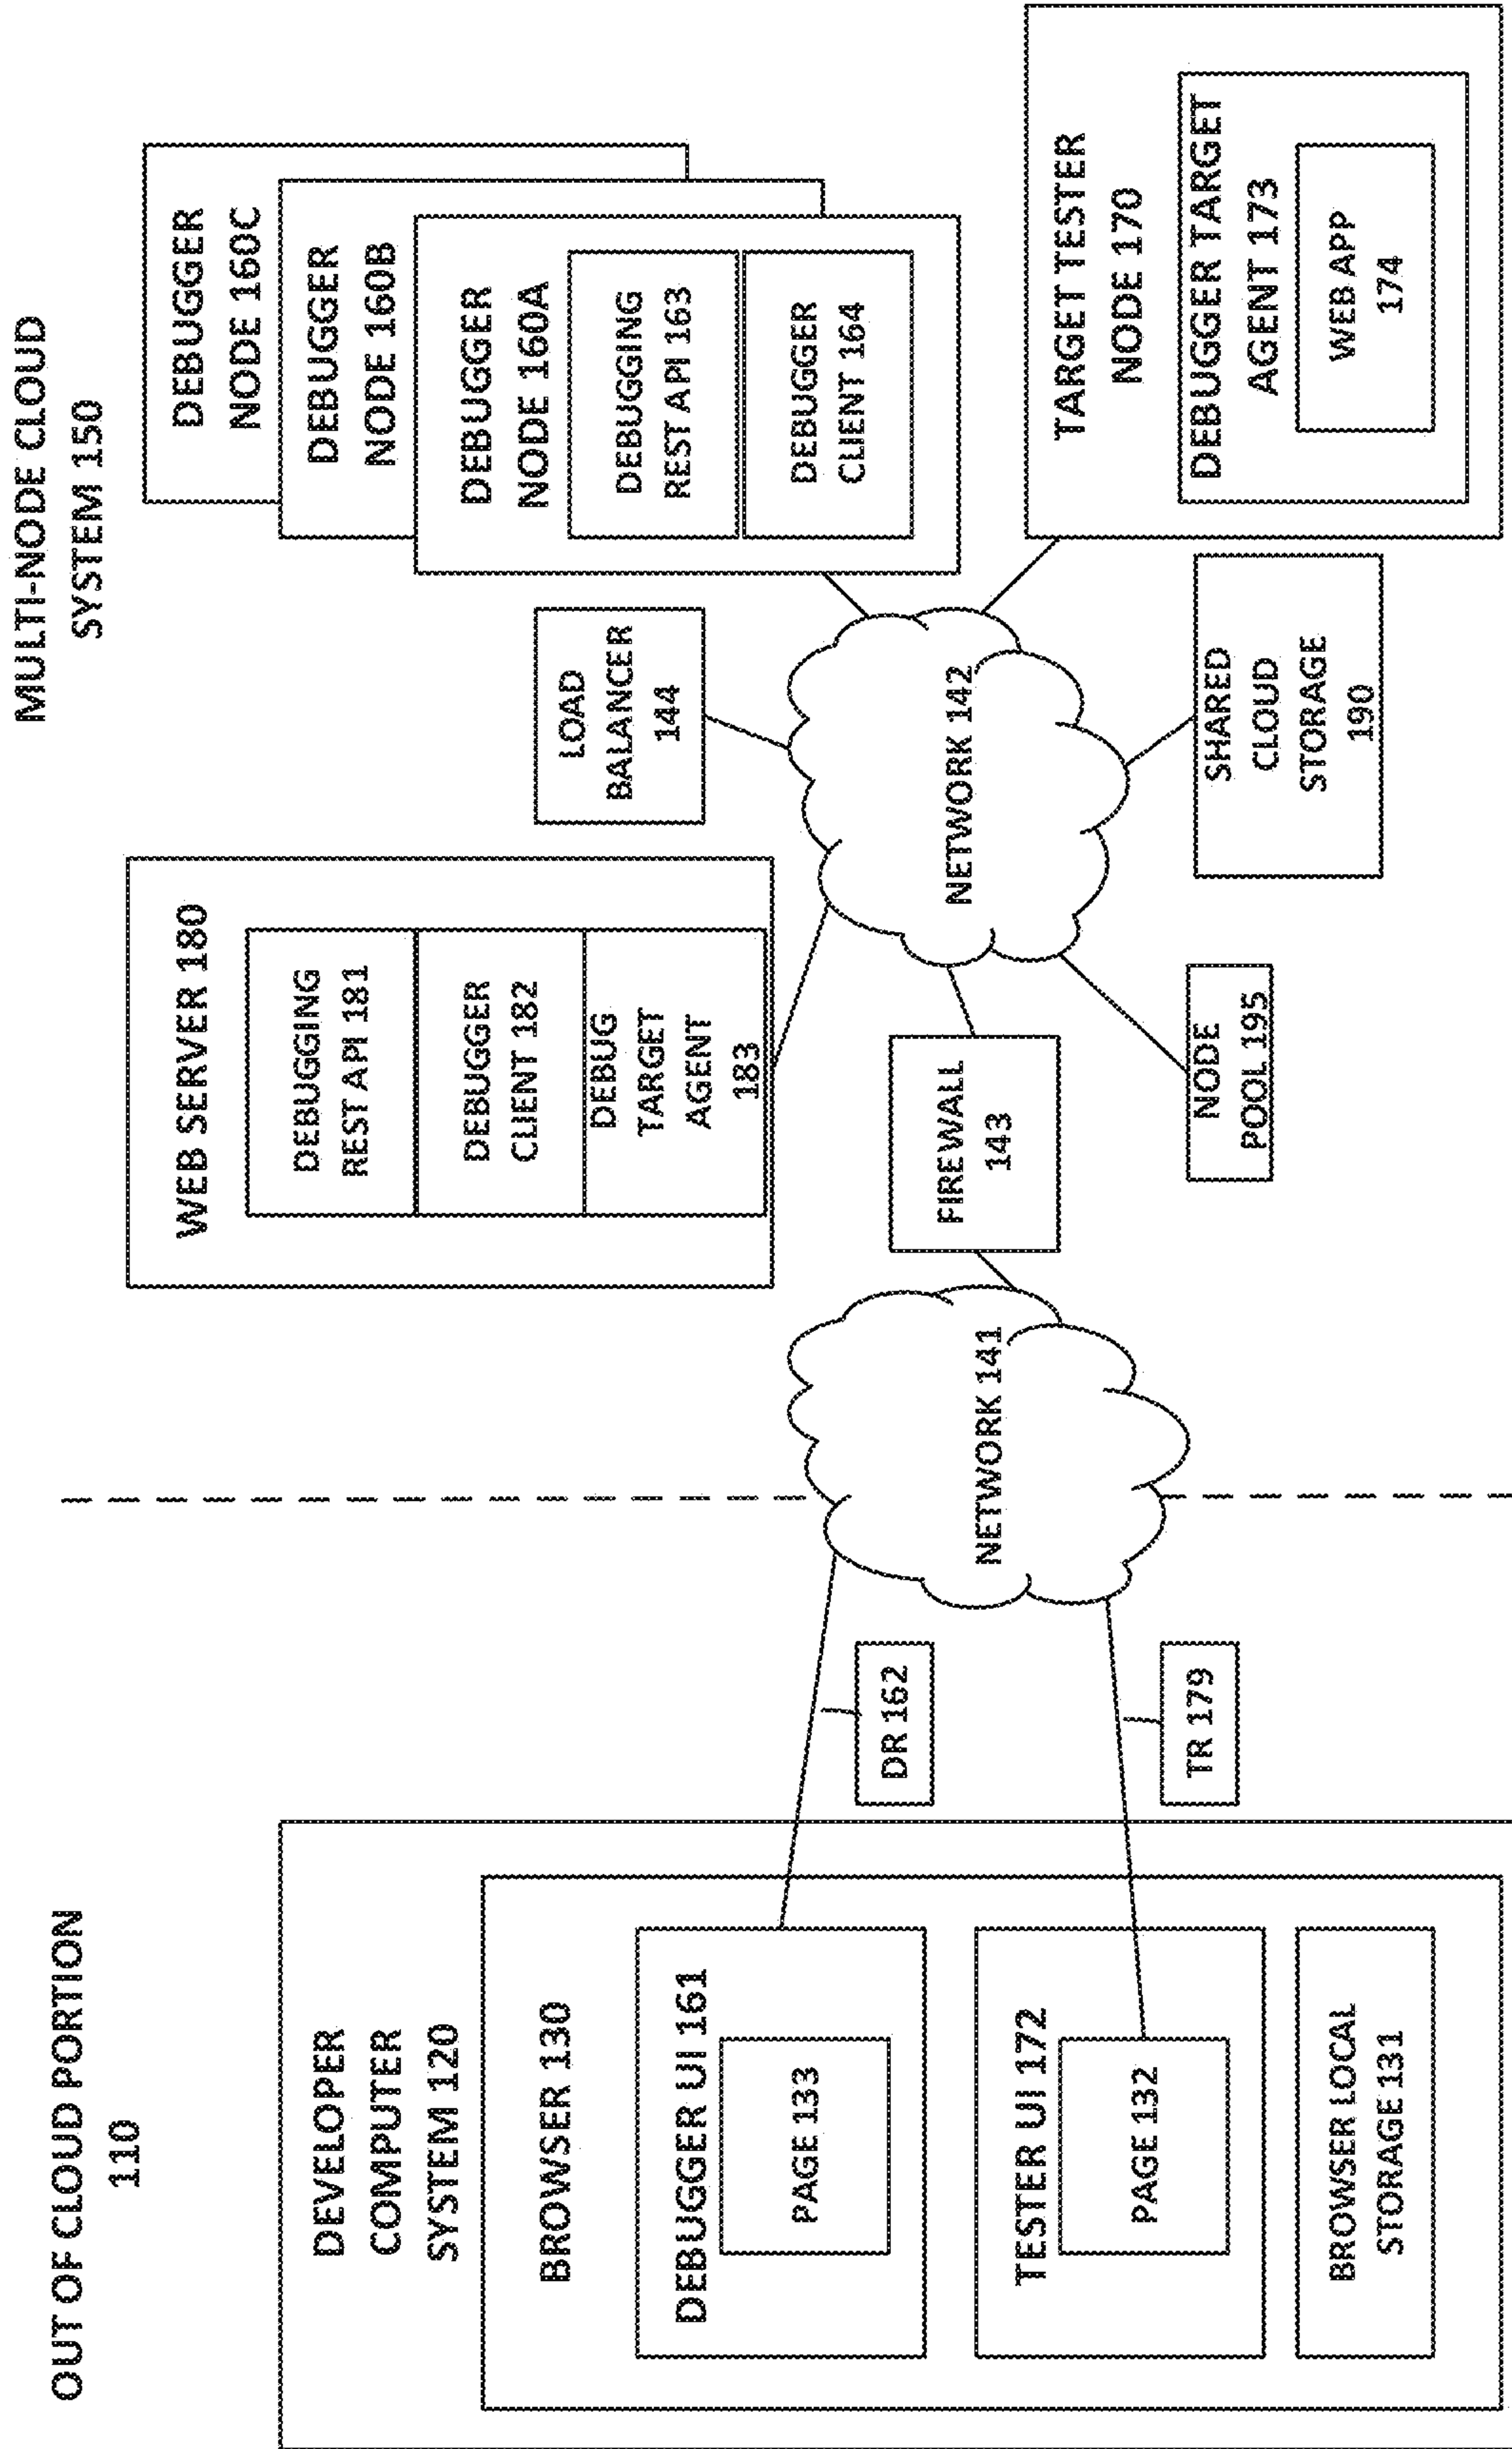 OUT OF CLOUD PORTION
110
DEVELOPER
COMPUTER
SYSTEM 120
BROWSER 130
DEBUGGER UI 161
PAGE 133
TESTER UI 172
PAGE 132
BROWSER LOCAL
STORAGE 131
DR 162
TR 179
NETWORK 141
MULTI-NODE CLOUD
SYSTEM 150
WEB SERVER 180
DEBUGGING
REST API 181
DEBUGGER
CLIENT 182
DEBUG
TARGET
AGENT
183
FIREWALL
143
NODE
POOL 195
LOAD
BALANCER
144
NETWORK 142
SHARED
CLOUD
STORAGE
190
DEBUGGER
NODE 160C
DEBUGGER
NODE 160B
DEBUGGER
NODE 160A
DEBUGGING
REST API 163
DEBUGGER
CLIENT 164
TARGET TESTER
NODE 170
DEBUGGER TARGET
AGENT 173
WEB APP
174